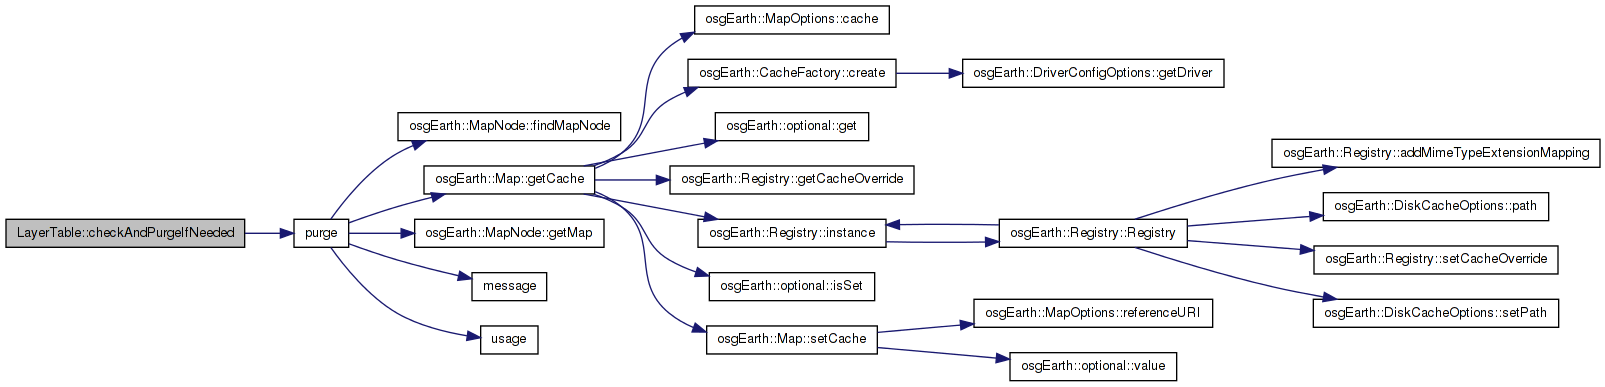 LayerTable::checkAndPurgeIfNeeded
purge
osgEarth::MapNode::findMapNode
osgEarth::Map::getCache
osgEarth::MapNode::getMap
message
usage
osgEarth::MapOptions::cache
osgEarth::CacheFactory::create
osgEarth::optional::get
osgEarth::Registry::getCacheOverride
osgEarth::Registry::instance
osgEarth::optional::isSet
osgEarth::Map::setCache
osgEarth::DriverConfigOptions::getDriver
osgEarth::Registry::Registry
osgEarth::MapOptions::referenceURI
osgEarth::optional::value
osgEarth::Registry::addMimeTypeExtensionMapping
osgEarth::DiskCacheOptions::path
osgEarth::Registry::setCacheOverride
osgEarth::DiskCacheOptions::setPath